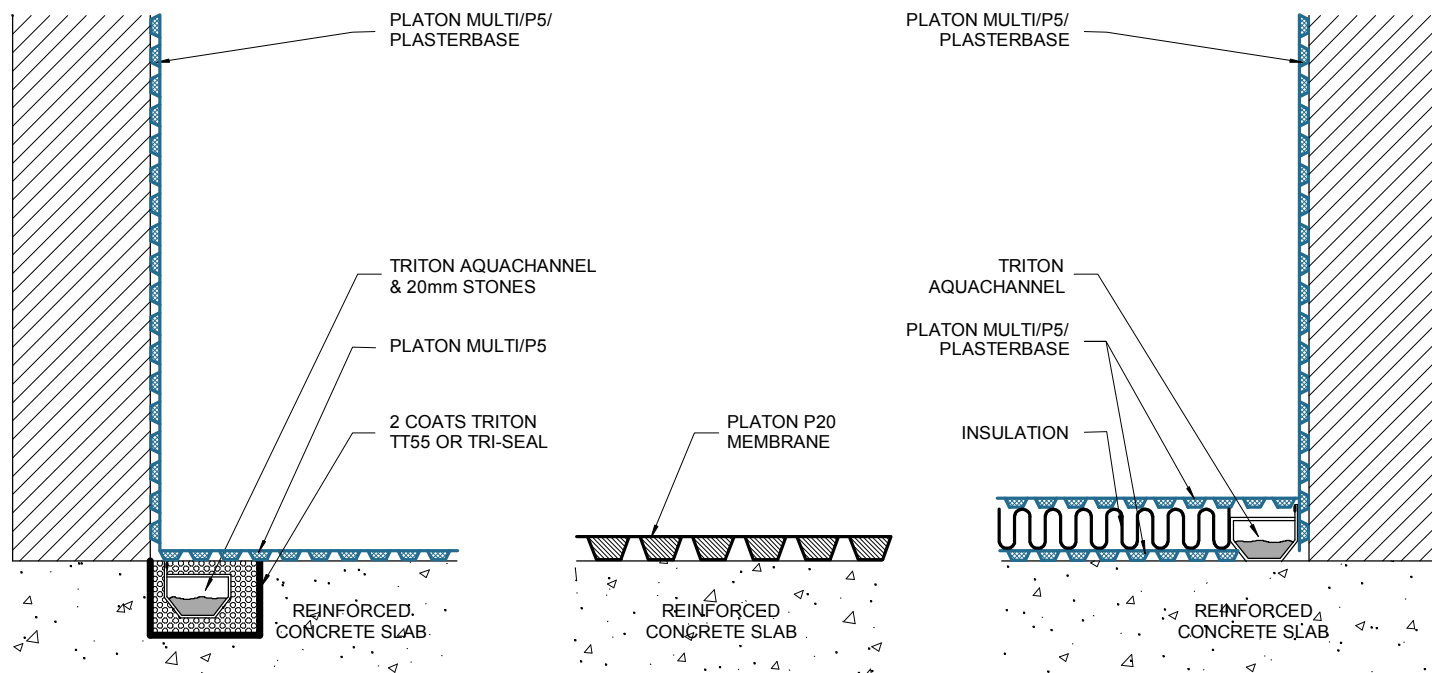 PLATON MULTI/P5/
PLASTERBASE
TRITON AQUACHANNEL
& 20mm STONES
PLATON MULTI/P5
2 COATS TRITON
TT55 OR TRI-SEAL
REINFORCED
CONCRETE SLAB
PLATON P20
MEMBRANE
REINFORCED
CONCRETE SLAB
PLATON MULTI/P5/
PLASTERBASE
TRITON
AQUACHANNEL
PLATON MULTI/P5/
PLASTERBASE
INSULATION
REINFORCED
CONCRETE SLAB